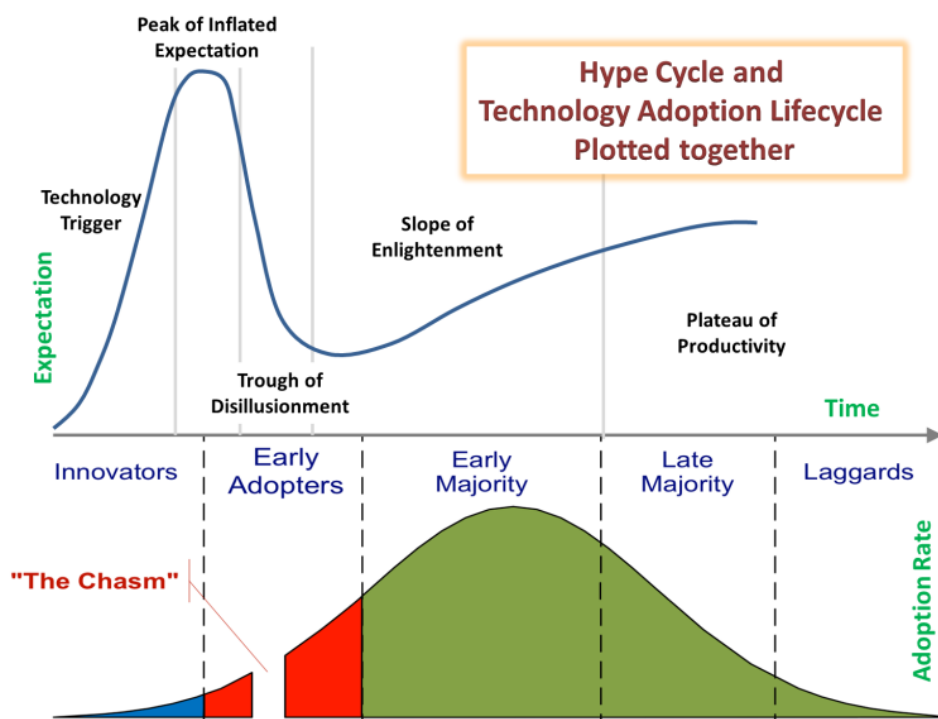 Peak of Inflated
Expectation
Hype Cycle and
Technology Adoption Lifecycle
Plotted together
Technology
Trigger
Slope of
Enlightenment
Expectation
Plateau of
Productivity
Trough of
Disillusionment
Time
Innovators
Early
Adopters
Early
Majority
Late
Majority
Laggards
"The Chasm"
Adoption Rate